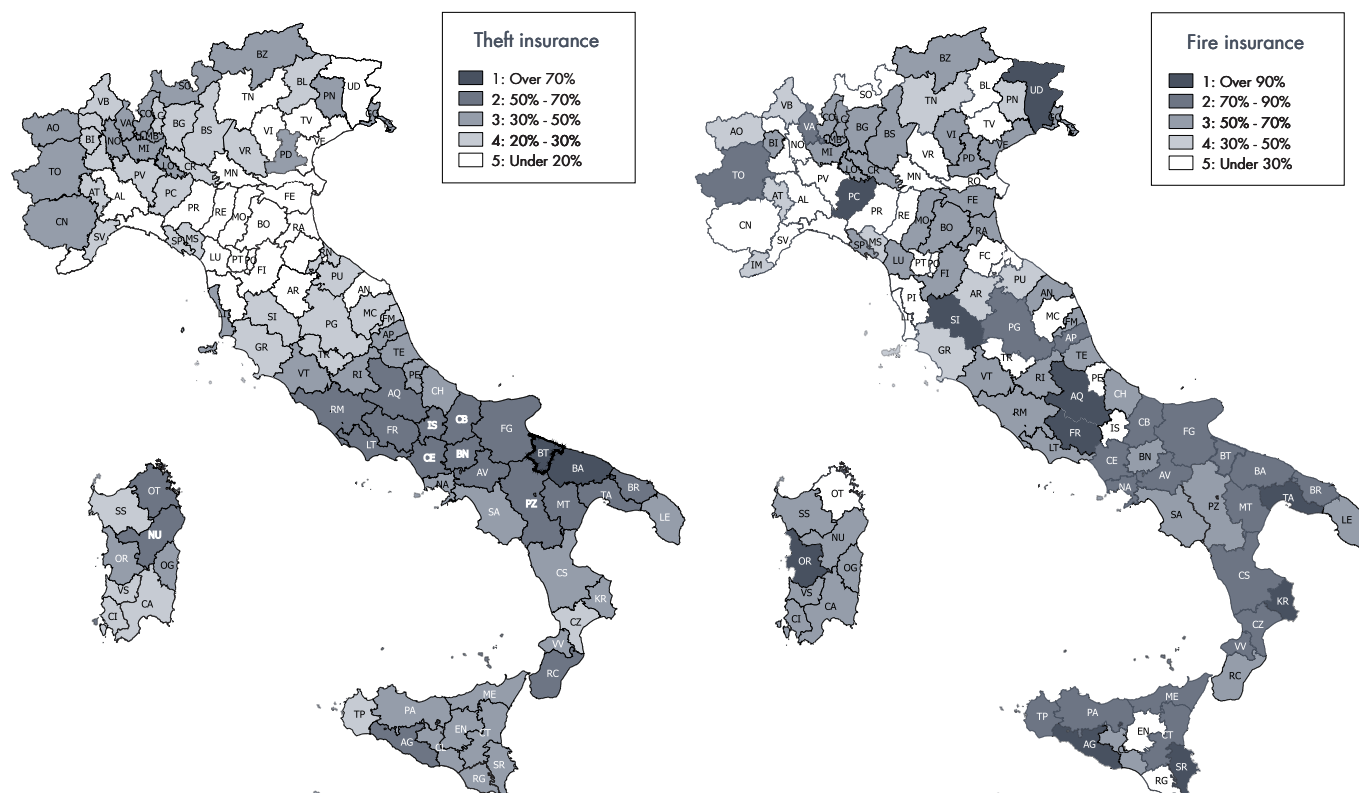 Theft insurance
1: Over 70%
2: 50% - 70%
3: 30% - 50%
4: 20% - 30%
5: Under 20%
BZ
SO
BL
UD
PN
TN
VB
AO
BI
NO
VA
CO
LC
BG
BS
VI
TV
VE
MI
MB
VR
PD
TO
PV
LO
CR
MN
AT
AL
PC
CN
SV
PR
RE
MO
FE
BO
RA
SP
MS
LU
PT
PO
FI
RN
PU
AR
AN
LI
SI
PG
MC
FM
AP
GR
TR
TE
VT
RI
PE
AQ
CH
RM
FR
IS
CB
FG
LT
CE
BN
BT
BA
NA
AV
PZ
MT
TA
BR
SA
LE
OT
SS
NU
OR
OG
VS
CA
CI
CS
KR
CZ
VV
RC
ME
TP
PA
EN
CT
AG
CL
SR
RG
Fire insurance
1: Over 90%
2: 70% - 90%
3: 50% - 70%
4: 30% - 50%
5: Under 30%
BZ
SO
BL
UD
PN
GO
TN
VB
AO
BI
NO
VA
CO
LC
BG
BS
VI
TV
VE
MI
MB
VR
PD
TO
PV
LO
CR
MN
RO
AT
AL
PC
CN
SV
IM
PR
RE
MO
FE
BO
RA
SP
MS
LU
PT
PO
FI
FC
PU
PI
LI
AR
AN
SI
PG
MC
FM
AP
GR
TR
TE
VT
RI
PE
AQ
CH
RM
FR
IS
CB
FG
LT
CE
BN
BT
BA
NA
AV
PZ
MT
TA
BR
SA
LE
OT
SS
NU
OR
OG
VS
CA
CI
CS
KR
CZ
VV
RC
ME
TP
PA
EN
CT
AG
SR
RG